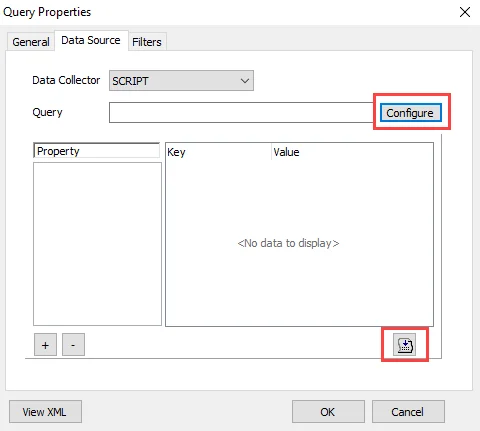 Query Properties
General Data Source Filters
Data Collector SCRIPT
Query Configure
Property Key Value
<No data to display>
+ -
View XML OK Cancel